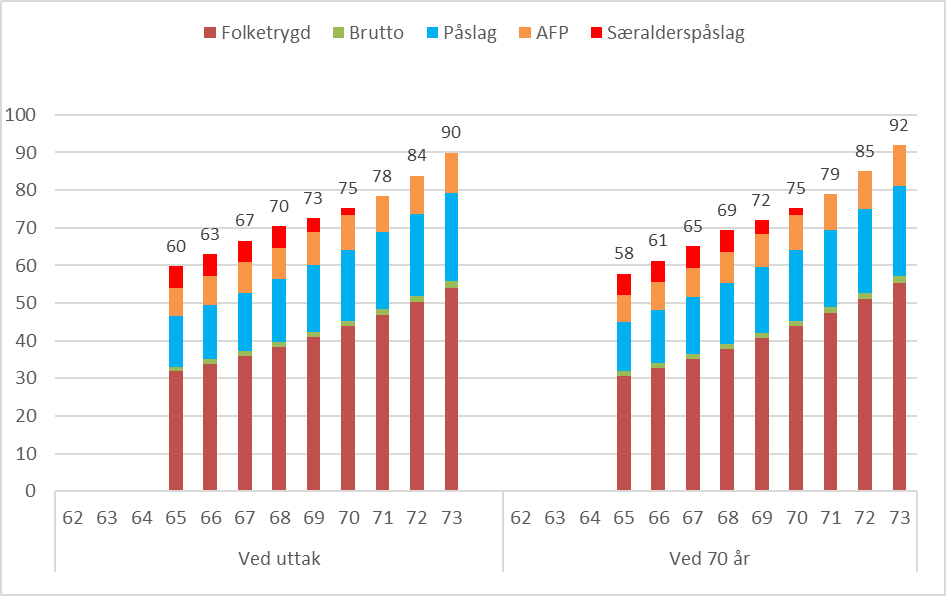 Folketrygd Brutto Påslag AFP Særalderspåslag
100
90
80
70
60
50
40
30
20
10
0
60 63 67 70 73 75 78 84 90
58 61 65 69 72 75 79 85 92
62 63 64 65 66 67 68 69 70 71 72 73 62 63 64 65 66 67 68 69 70 71 72 73
Ved uttak Ved 70 år